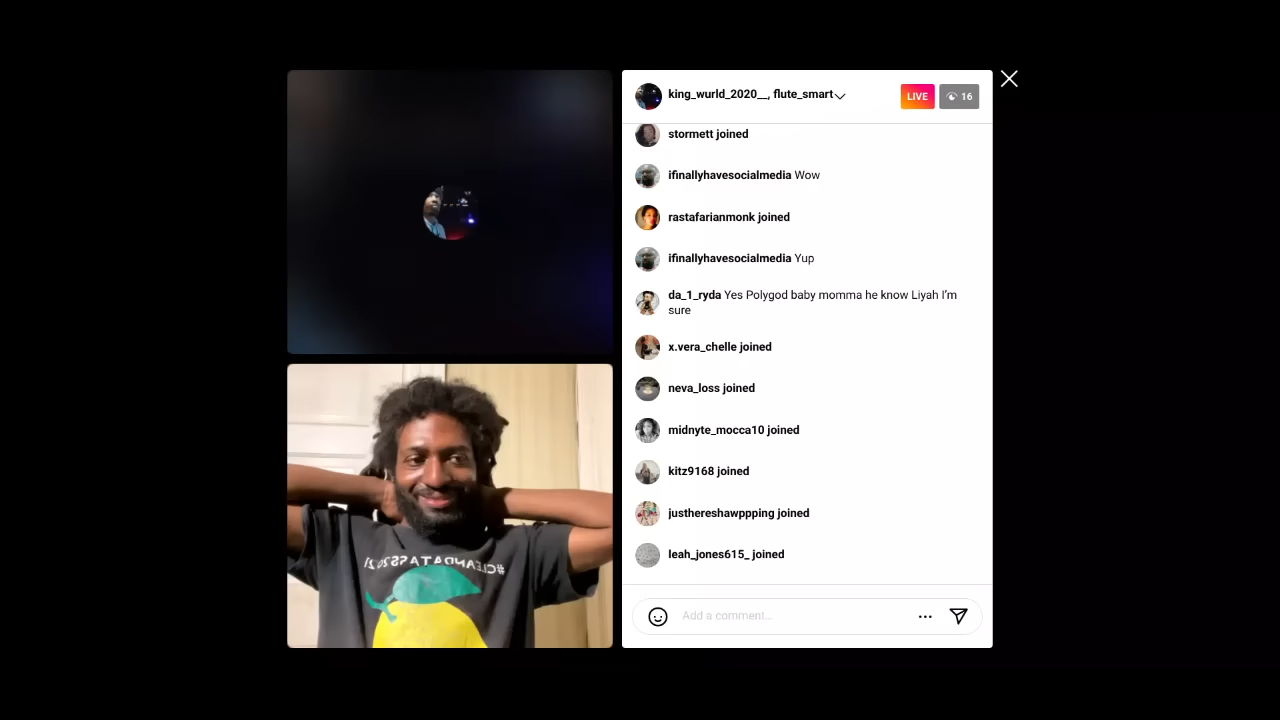 king_wurld_2020__, flute_smart
LIVE
16
stormett joined
ifinallyhavesocialmedia Wow
rastafarianmonk joined
ifinallyhavesocialmedia Yup
da_1_ryda Yes Polygod baby momma he know Liyah I'm
sure
x.vera_chelle joined
neva_loss joined
midnyte_mocca10 joined
kitz9168 joined
justhereshawppping joined
leah_jones615_ joined
Add a comment...
#CLEANDATASS2021